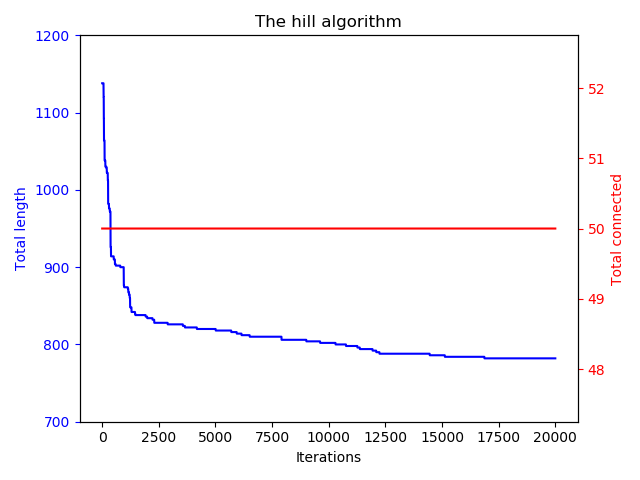 The hill algorithm
1200
1100
1000
900
800
700
Total length
52
51
50
49
48
Total connected
0 2500 5000 7500 10000 12500 15000 17500 20000
Iterations